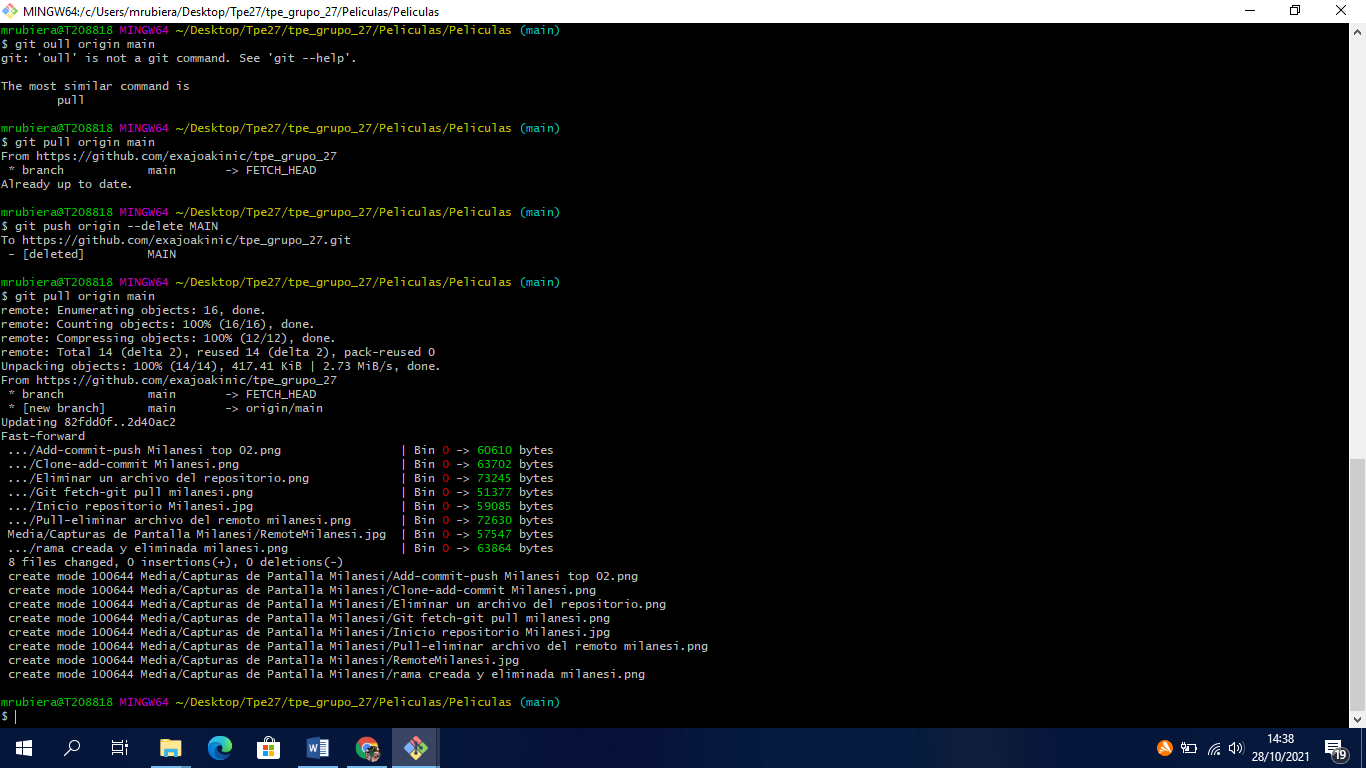 MINGW64:/c/Users/mrubiera/Desktop/Tpe27/tpe_grupo_27/Peliculas/Peliculas
mrubiera@T208818 MINGW64 ~/Desktop/Tpe27/tpe_grupo_27/Peliculas/Peliculas (main)
$ git oull origin main
git: 'oull' is not a git command. See 'git --help'.
The most similar command is
pull
mrubiera@T208818 MINGW64 ~/Desktop/Tpe27/tpe_grupo_27/Peliculas/Peliculas (main)
$ git pull origin main
From https://github.com/exajoakinic/tpe_grupo_27
* branch main -> FETCH_HEAD
Already up to date.
mrubiera@T208818 MINGW64 ~/Desktop/Tpe27/tpe_grupo_27/Peliculas/Peliculas (main)
$ git push origin --delete MAIN
To https://github.com/exajoakinic/tpe_grupo_27.git
- [deleted] MAIN
mrubiera@T208818 MINGW64 ~/Desktop/Tpe27/tpe_grupo_27/Peliculas/Peliculas (main)
$ git pull origin main
remote: Enumerating objects: 16, done.
remote: Counting objects: 100% (16/16), done.
remote: Compressing objects: 100% (12/12), done.
remote: Total 14 (delta 2), reused 14 (delta 2), pack-reused 0
Unpacking objects: 100% (14/14), 417.41 KiB | 2.73 MiB/s, done.
From https://github.com/exajoakinic/tpe_grupo_27
* branch main -> FETCH_HEAD
* [new branch] main -> origin/main
Updating 82fdd0f..2d40ac2
Fast-forward
.../Add-commit-push Milanesi top 02.png | Bin 0 -> 60610 bytes
.../Clone-add-commit Milanesi.png | Bin 0 -> 63702 bytes
.../Eliminar un archivo del repositorio.png | Bin 0 -> 73245 bytes
.../Git fetch-git pull milanesi.png | Bin 0 -> 51377 bytes
.../Inicio repositorio Milanesi.jpg | Bin 0 -> 59085 bytes
.../Pull-eliminar archivo del remoto milanesi.png | Bin 0 -> 72630 bytes
Media/Capturas de Pantalla Milanesi/RemoteMilanesi.jpg | Bin 0 -> 57547 bytes
.../rama creada y eliminada milanesi.png | Bin 0 -> 63864 bytes
8 files changed, 0 insertions(+), 0 deletions(-)
create mode 100644 Media/Capturas de Pantalla Milanesi/Add-commit-push Milanesi top 02.png
create mode 100644 Media/Capturas de Pantalla Milanesi/Clone-add-commit Milanesi.png
create mode 100644 Media/Capturas de Pantalla Milanesi/Eliminar un archivo del repositorio.png
create mode 100644 Media/Capturas de Pantalla Milanesi/Git fetch-git pull milanesi.png
create mode 100644 Media/Capturas de Pantalla Milanesi/Inicio repositorio Milanesi.jpg
create mode 100644 Media/Capturas de Pantalla Milanesi/Pull-eliminar archivo del remoto milanesi.png
create mode 100644 Media/Capturas de Pantalla Milanesi/RemoteMilanesi.jpg
create mode 100644 Media/Capturas de Pantalla Milanesi/rama creada y eliminada milanesi.png
mrubiera@T208818 MINGW64 ~/Desktop/Tpe27/tpe_grupo_27/Peliculas/Peliculas (main)
$
14:38
28/10/2021
19